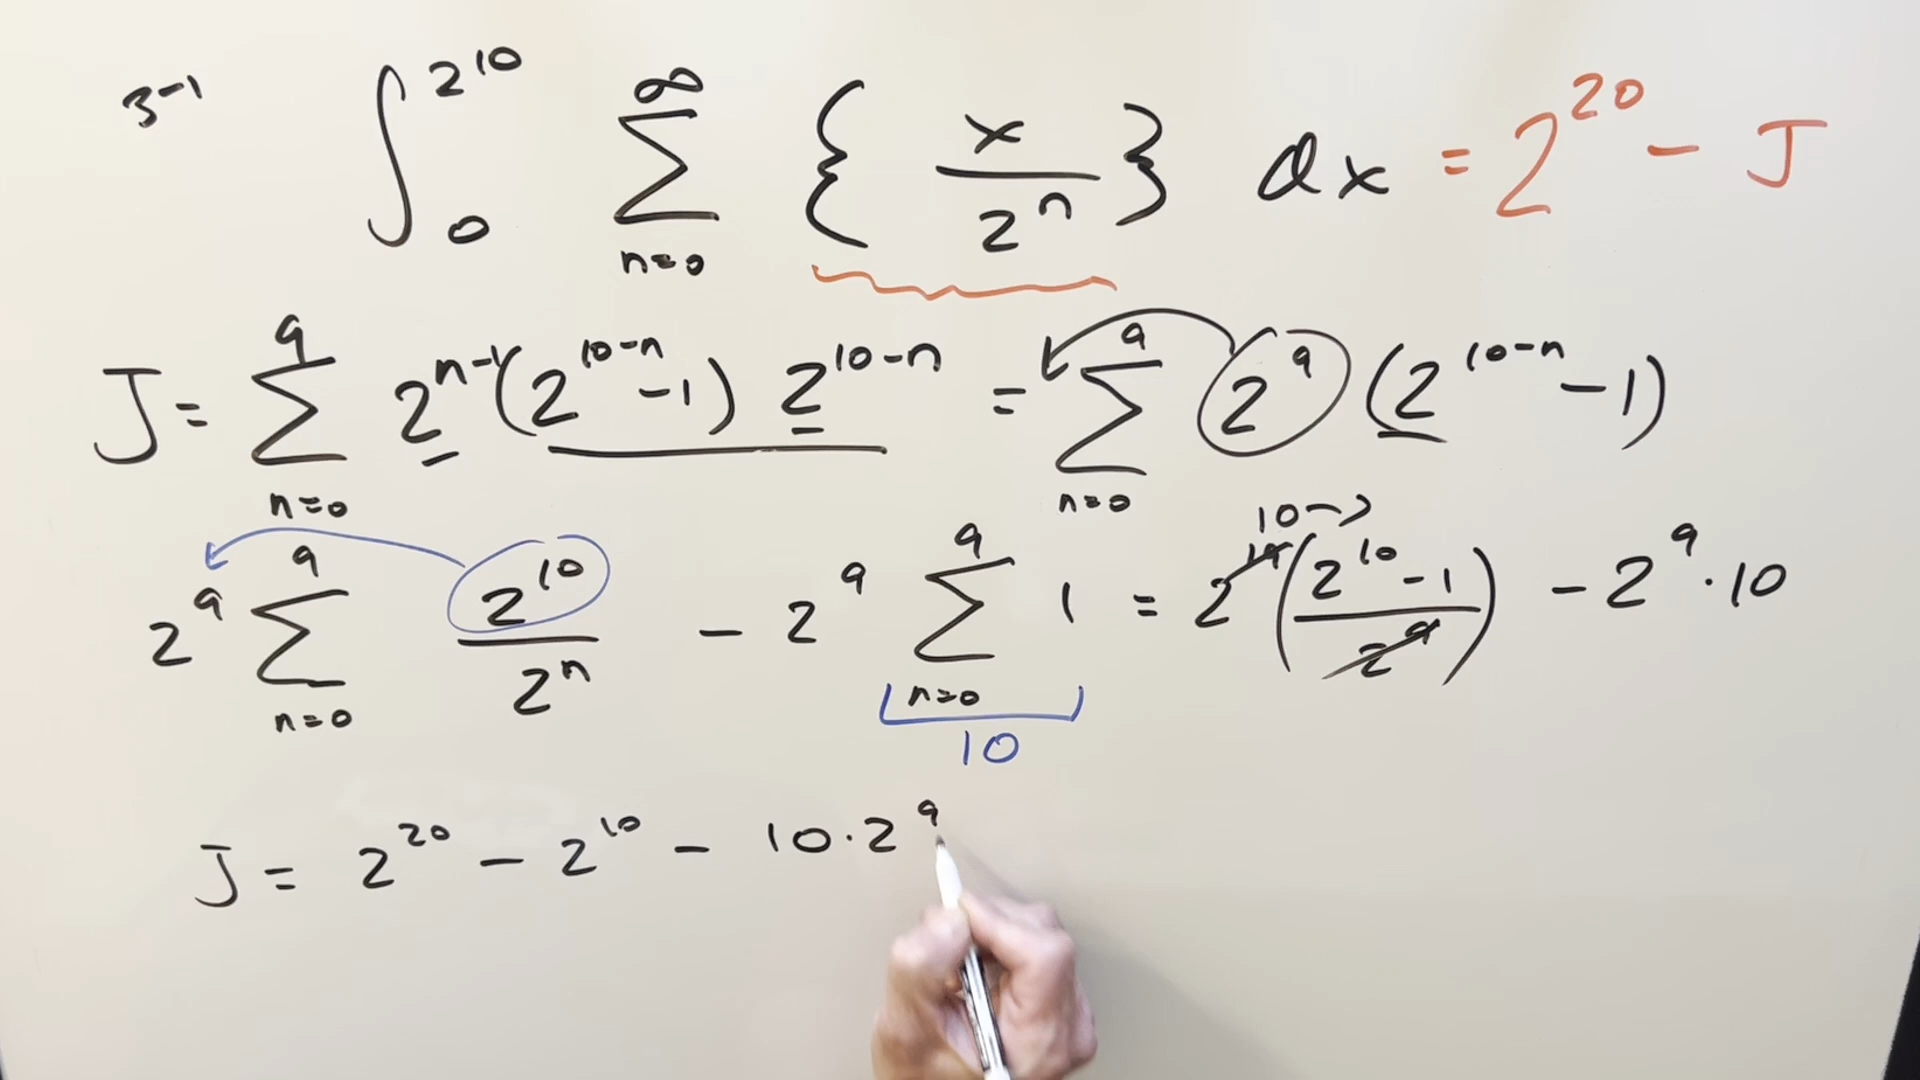 3⁻¹ ∫₀^{2^{10}} ∑_{n=0}^{∞} { x / 2^n } dx = 2^{20} - J
J = ∑_{n=0}^{9} 2^{n-1} (2^{10-n} - 1) 2^{10-n} = ∑_{n=0}^{9} 2^9 (2^{10-n} - 1)
2^9 ∑_{n=0}^{9} 2^{10} / 2^n - 2^9 ∑_{n=0}^{9} 1 = 2^{10} ((2^{10} - 1) / 2^9) - 2^9 · 10
10
J = 2^{20} - 2^{10} - 10 · 2^9